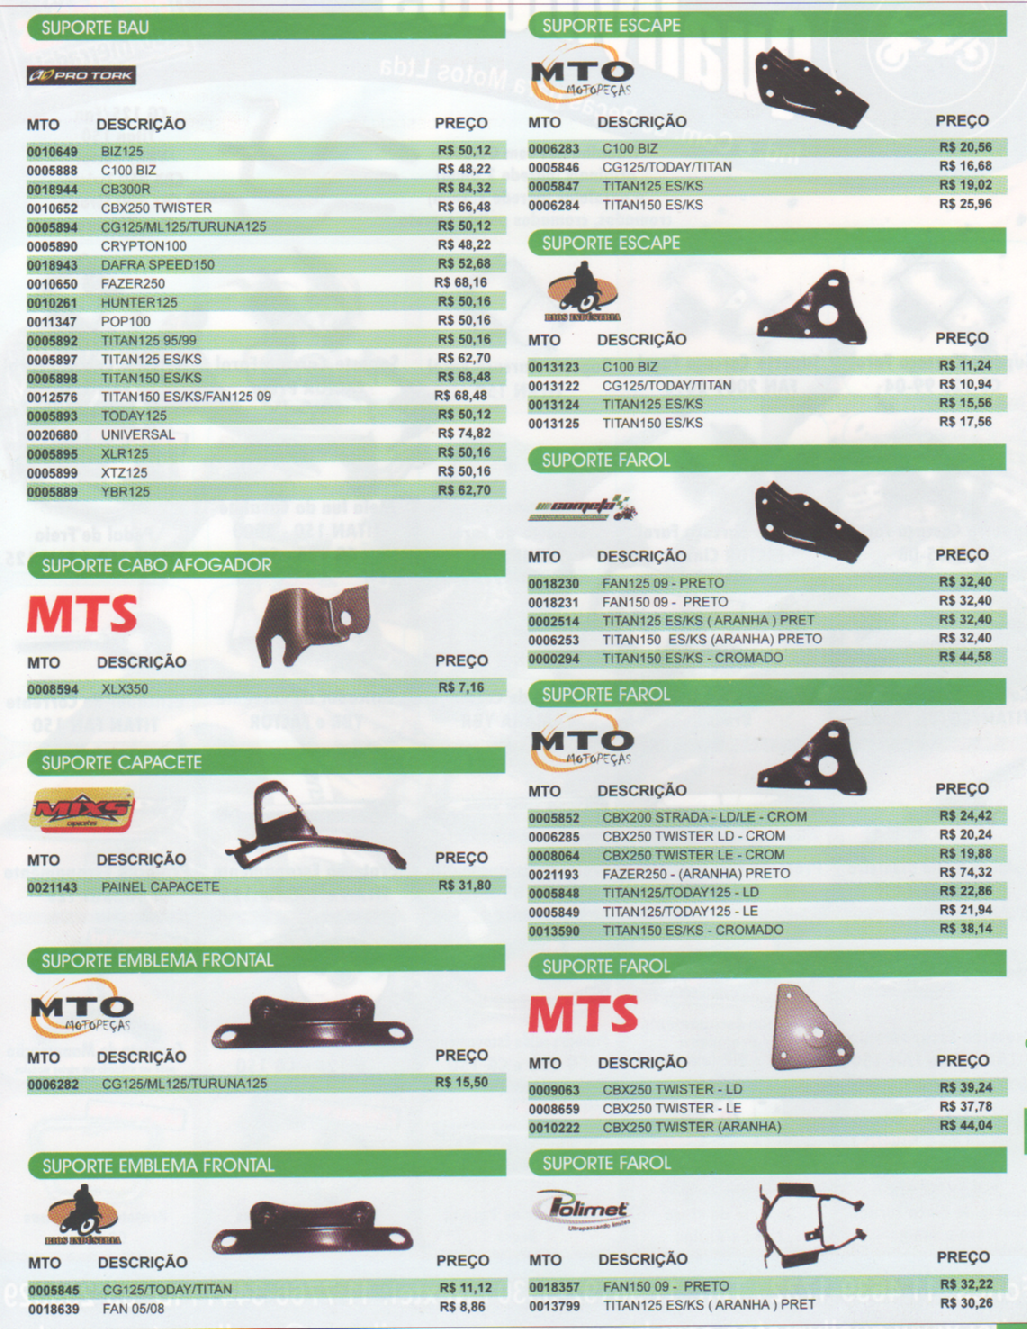 SUPORTE BAU
PRO TORK
MTO DESCRIÇÃO PREÇO
0010649 BIZ125 R$ 50,12
0005888 C100 BIZ R$ 48,22
0018944 CB300R R$ 84,32
0010652 CBX250 TWISTER R$ 66,48
0005894 CG125/ML125/TURUNA125 R$ 50,12
0005890 CRYPTON100 R$ 48,22
0018943 DAFRA SPEED150 R$ 52,68
0010650 FAZER250 R$ 68,16
0010261 HUNTER125 R$ 50,16
0011347 POP100 R$ 50,16
0005892 TITAN125 95/99 R$ 50,16
0005897 TITAN125 ES/KS R$ 62,70
0005898 TITAN150 ES/KS R$ 68,48
0012576 TITAN150 ES/KS/FAN125 09 R$ 68,48
0005893 TODAY125 R$ 50,12
0020680 UNIVERSAL R$ 74,82
0005895 XLR125 R$ 50,16
0005899 XTZ125 R$ 50,16
0005889 YBR125 R$ 62,70
SUPORTE CABO AFOGADOR
MTS
MTO DESCRIÇÃO PREÇO
0008594 XLX350 R$ 7,16
SUPORTE CAPACETE
MIXS
capacetes
MTO DESCRIÇÃO PREÇO
0021143 PAINEL CAPACETE R$ 31,80
SUPORTE EMBLEMA FRONTAL
MTO
MOTOPEÇAS
MTO DESCRIÇÃO PREÇO
0006282 CG125/ML125/TURUNA125 R$ 15,50
SUPORTE EMBLEMA FRONTAL
RIOS INDÚSTRIA
MTO DESCRIÇÃO PREÇO
0005845 CG125/TODAY/TITAN R$ 11,12
0018639 FAN 05/08 R$ 8,86
SUPORTE ESCAPE
MTO
MOTOPEÇAS
MTO DESCRIÇÃO PREÇO
0006283 C100 BIZ R$ 20,56
0005846 CG125/TODAY/TITAN R$ 16,68
0005847 TITAN125 ES/KS R$ 19,02
0006284 TITAN150 ES/KS R$ 25,96
SUPORTE ESCAPE
RIOS INDÚSTRIA
MTO DESCRIÇÃO PREÇO
0013123 C100 BIZ R$ 11,24
0013122 CG125/TODAY/TITAN R$ 10,94
0013124 TITAN125 ES/KS R$ 15,56
0013125 TITAN150 ES/KS R$ 17,56
SUPORTE FAROL
cometa
MTO DESCRIÇÃO PREÇO
0018230 FAN125 09 - PRETO R$ 32,40
0018231 FAN150 09 - PRETO R$ 32,40
0002514 TITAN125 ES/KS ( ARANHA ) PRET R$ 32,40
0006253 TITAN150 ES/KS (ARANHA) PRETO R$ 32,40
0000294 TITAN150 ES/KS - CROMADO R$ 44,58
SUPORTE FAROL
MTO
MOTOPEÇAS
MTO DESCRIÇÃO PREÇO
0005852 CBX200 STRADA - LD/LE - CROM R$ 24,42
0006285 CBX250 TWISTER LD - CROM R$ 20,24
0008064 CBX250 TWISTER LE - CROM R$ 19,88
0021193 FAZER250 - (ARANHA) PRETO R$ 74,32
0005848 TITAN125/TODAY125 - LD R$ 22,86
0005849 TITAN125/TODAY125 - LE R$ 21,94
0013590 TITAN150 ES/KS - CROMADO R$ 38,14
SUPORTE FAROL
MTS
MTO DESCRIÇÃO PREÇO
0009063 CBX250 TWISTER - LD R$ 39,24
0008659 CBX250 TWISTER - LE R$ 37,78
0010222 CBX250 TWISTER (ARANHA) R$ 44,04
SUPORTE FAROL
Polimet
Ultrapassando limites
MTO DESCRIÇÃO PREÇO
0018357 FAN150 09 - PRETO R$ 32,22
0013799 TITAN125 ES/KS ( ARANHA ) PRET R$ 30,26